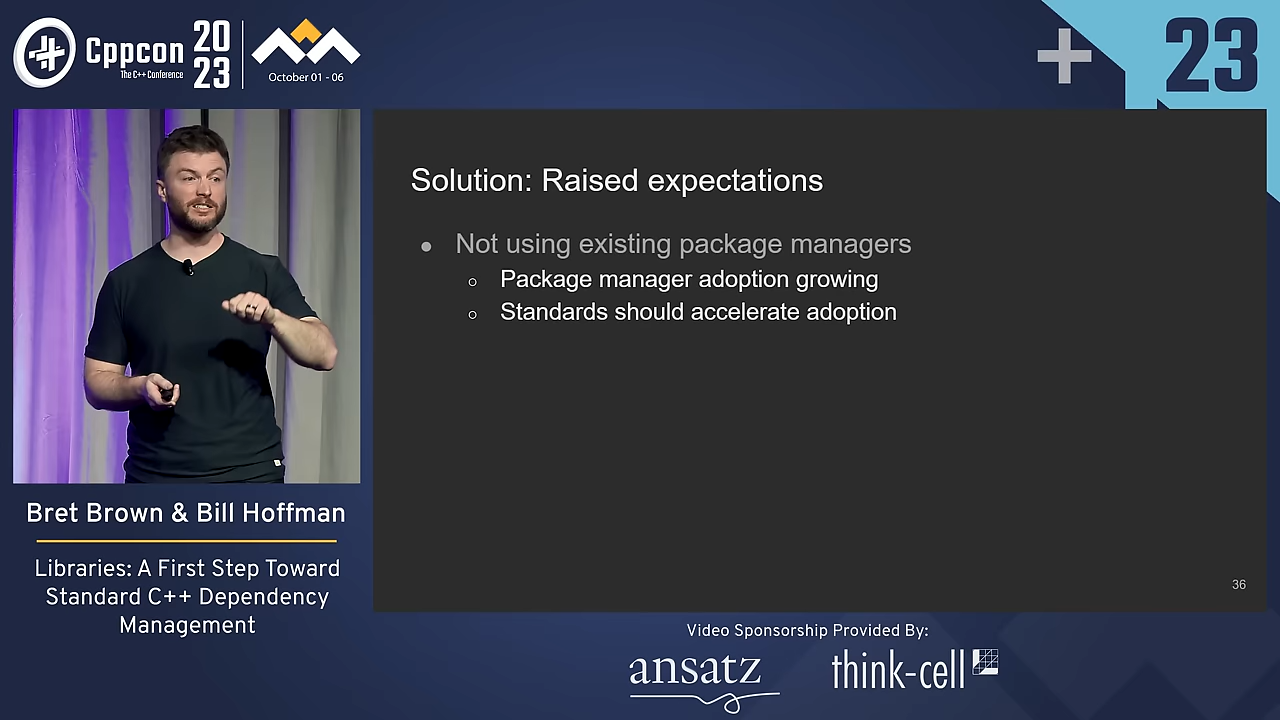 Cppcon
The C++ Conference
20
23
October 01 - 06
23
Solution: Raised expectations
Not using existing package managers
Package manager adoption growing
Standards should accelerate adoption
36
Bret Brown & Bill Hoffman
Libraries: A First Step Toward
Standard C++ Dependency
Management
Video Sponsorship Provided By:
ansatz
think-cell